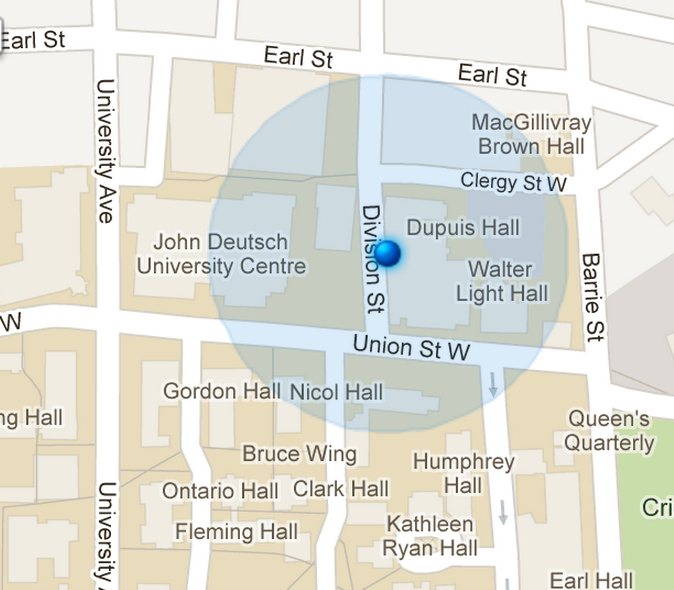 Earl St
Earl St
Earl St
University Ave
MacGillivray
Brown Hall
Clergy St W
Division St
Dupuis Hall
John Deutsch
University Centre
Walter
Light Hall
Barrie St
W
Union St W
Gordon Hall
Nicol Hall
ng Hall
Queen's
Quarterly
Bruce Wing
Humphrey
Hall
Ontario Hall
Clark Hall
University A
Cri
Fleming Hall
Kathleen
Ryan Hall
Earl Hall